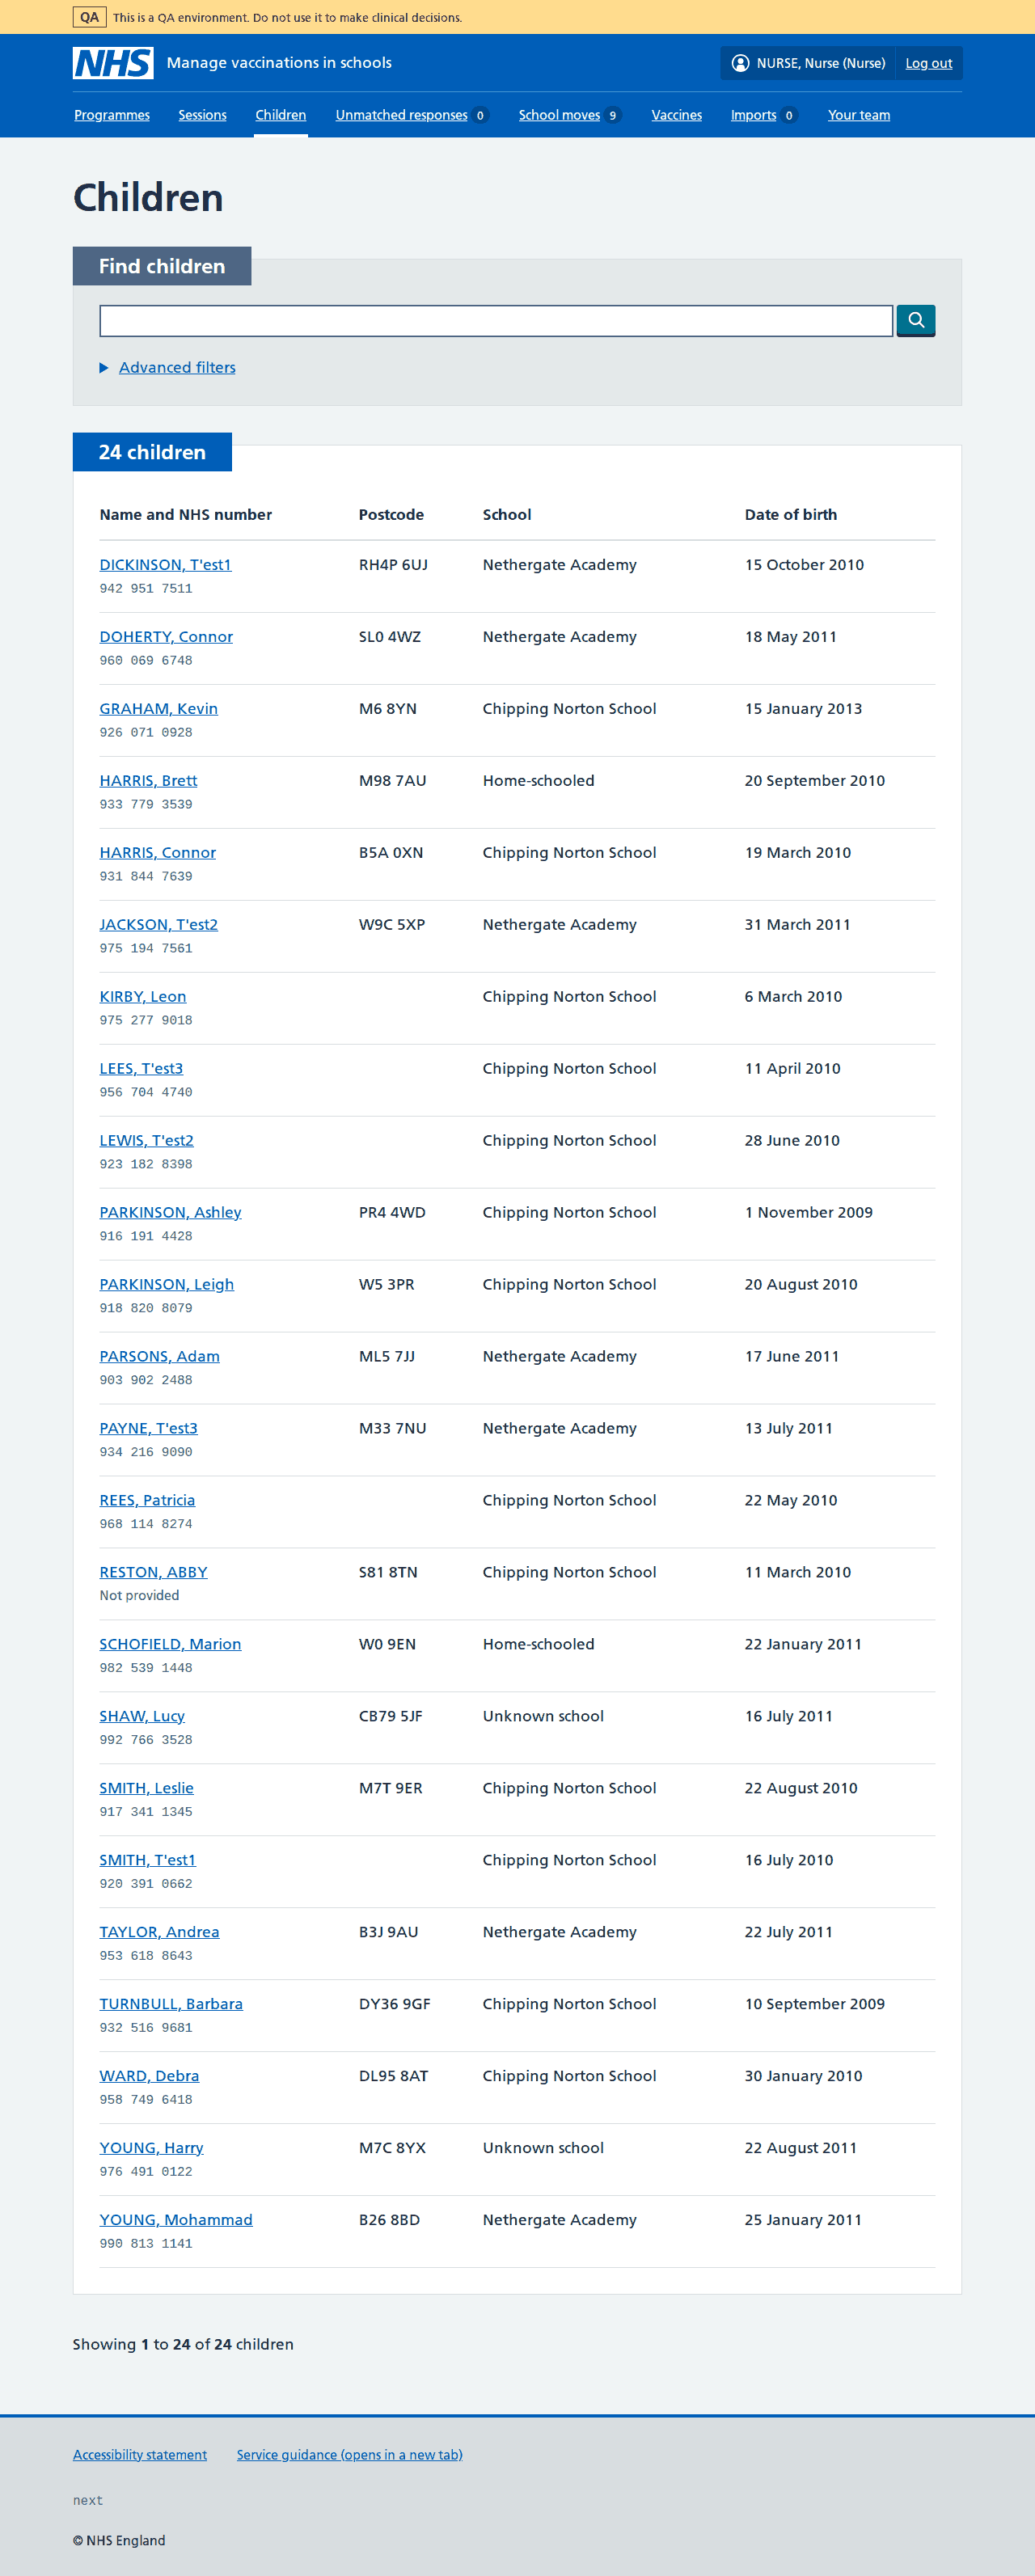 QA This is a QA environment. Do not use it to make clinical decisions.
NHS Manage vaccinations in schools NURSE, Nurse (Nurse) Log out
Programmes Sessions Children Unmatched responses 0 School moves 9 Vaccines Imports 0 Your team
Children
Find children
Advanced filters
24 children
Name and NHS number Postcode School Date of birth
DICKINSON, T'est1 RH4P 6UJ Nethergate Academy 15 October 2010
942 951 7511
DOHERTY, Connor SL0 4WZ Nethergate Academy 18 May 2011
960 069 6748
GRAHAM, Kevin M6 8YN Chipping Norton School 15 January 2013
926 071 0928
HARRIS, Brett M98 7AU Home-schooled 20 September 2010
933 779 3539
HARRIS, Connor B5A 0XN Chipping Norton School 19 March 2010
931 844 7639
JACKSON, T'est2 W9C 5XP Nethergate Academy 31 March 2011
975 194 7561
KIRBY, Leon Chipping Norton School 6 March 2010
975 277 9018
LEES, T'est3 Chipping Norton School 11 April 2010
956 704 4740
LEWIS, T'est2 Chipping Norton School 28 June 2010
923 182 8398
PARKINSON, Ashley PR4 4WD Chipping Norton School 1 November 2009
916 191 4428
PARKINSON, Leigh W5 3PR Chipping Norton School 20 August 2010
918 820 8079
PARSONS, Adam ML5 7JJ Nethergate Academy 17 June 2011
903 902 2488
PAYNE, T'est3 M33 7NU Nethergate Academy 13 July 2011
934 216 9090
REES, Patricia Chipping Norton School 22 May 2010
968 114 8274
RESTON, ABBY S81 8TN Chipping Norton School 11 March 2010
Not provided
SCHOFIELD, Marion W0 9EN Home-schooled 22 January 2011
982 539 1448
SHAW, Lucy CB79 5JF Unknown school 16 July 2011
992 766 3528
SMITH, Leslie M7T 9ER Chipping Norton School 22 August 2010
917 341 1345
SMITH, T'est1 Chipping Norton School 16 July 2010
920 391 0662
TAYLOR, Andrea B3J 9AU Nethergate Academy 22 July 2011
953 618 8643
TURNBULL, Barbara DY36 9GF Chipping Norton School 10 September 2009
932 516 9681
WARD, Debra DL95 8AT Chipping Norton School 30 January 2010
958 749 6418
YOUNG, Harry M7C 8YX Unknown school 22 August 2011
976 491 0122
YOUNG, Mohammad B26 8BD Nethergate Academy 25 January 2011
990 813 1141
Showing 1 to 24 of 24 children
Accessibility statement Service guidance (opens in a new tab)
next
© NHS England